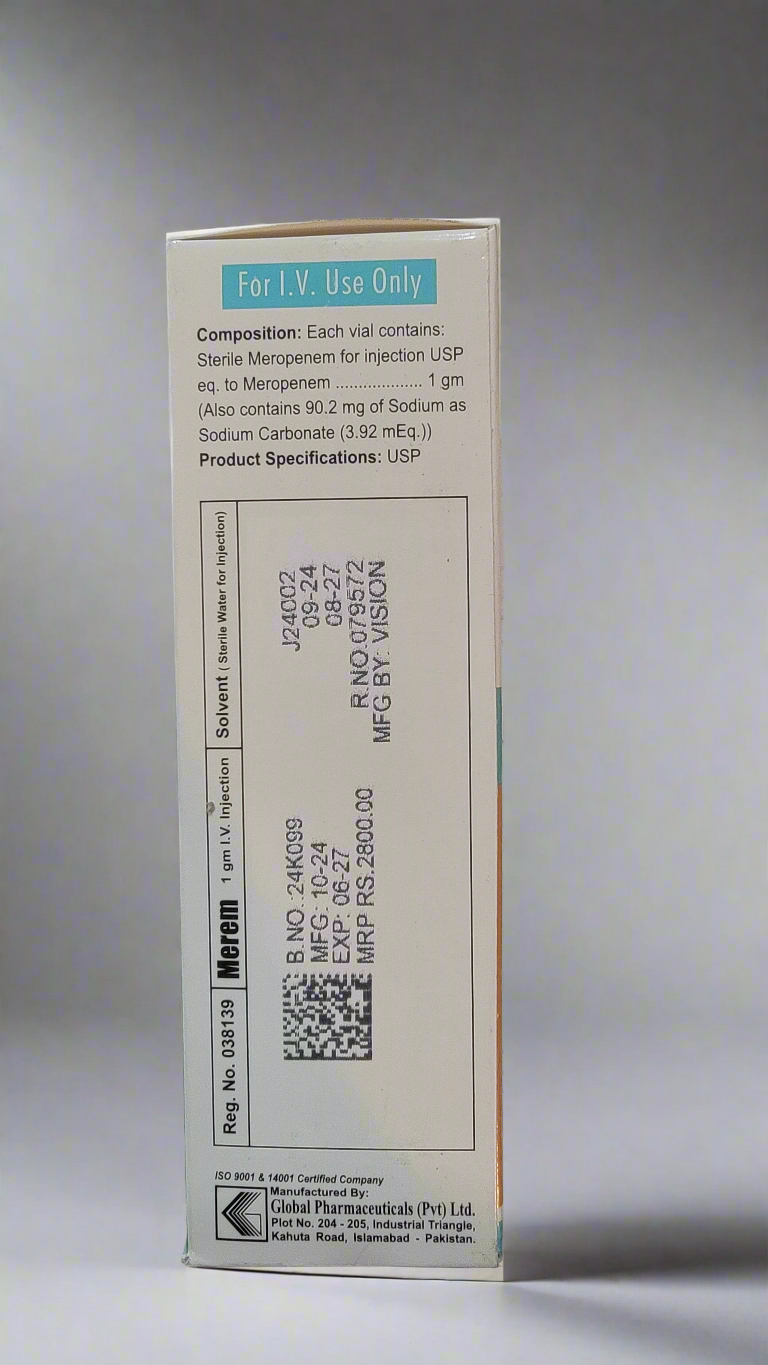 For I.V. Use Only
Composition: Each vial contains:
Sterile Meropenem for injection USP
eq. to Meropenem ................... 1 gm
(Also contains 90.2 mg of Sodium as
Sodium Carbonate (3.92 mEq.))
Product Specifications: USP
Reg. No. 038139
Merem 1 gm I.V. Injection
Solvent ( Sterile Water for Injection)
B.NO.:24K099
MFG: 10-24
EXP: 06-27
MRP RS.2800.00
J24002
09-24
08-27
R.NO.079572
MFG BY: VISION
ISO 9001 & 14001 Certified Company
Manufactured By:
Global Pharmaceuticals (Pvt) Ltd.
Plot No. 204 - 205, Industrial Triangle,
Kahuta Road, Islamabad - Pakistan.